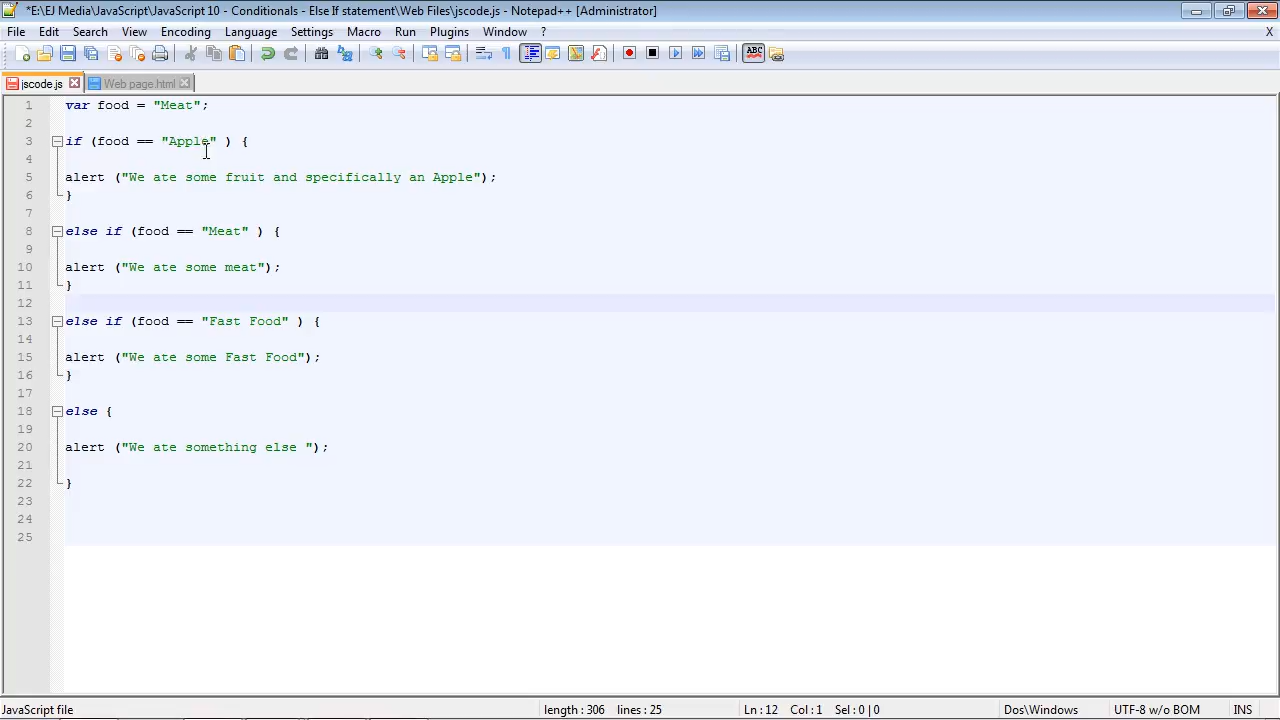 *E:\EJ Media\JavaScript\JavaScript 10 - Conditionals - Else If statement\Web Files\jscode.js - Notepad++ [Administrator]
File Edit Search View Encoding Language Settings Macro Run Plugins Window ? X
ABC
jscode.js Web page.html
1 var food = "Meat";
2
3 if (food == "Apple" ) {
4
5 alert ("We ate some fruit and specifically an Apple");
6 }
7
8 else if (food == "Meat" ) {
9
10 alert ("We ate some meat");
11 }
12
13 else if (food == "Fast Food" ) {
14
15 alert ("We ate some Fast Food");
16 }
17
18 else {
19
20 alert ("We ate something else ");
21
22 }
23
24
25
JavaScript file length : 306 lines : 25 Ln : 12 Col : 1 Sel : 0 | 0 Dos\Windows UTF-8 w/o BOM INS